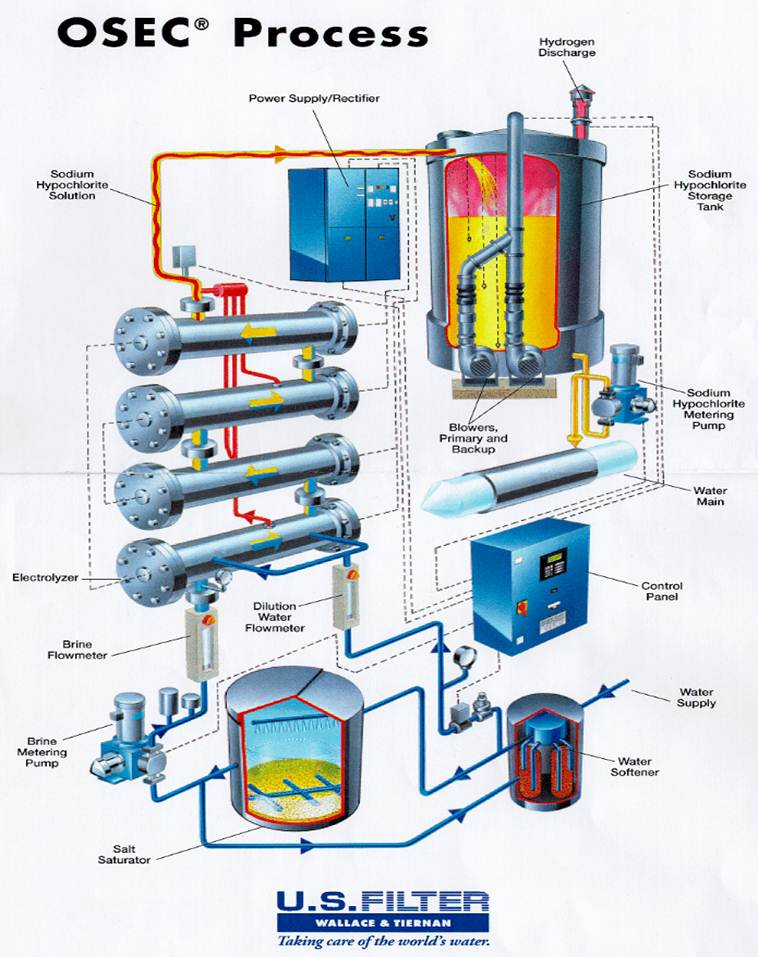 OSEC® Process
Hydrogen
Discharge
Power Supply/Rectifier
Sodium
Hypochlorite
Solution
Sodium
Hypochlorite
Storage
Tank
Sodium
Hypochlorite
Metering
Pump
Blowers,
Primary and
Backup
Water
Main
Electrolyzer
Dilution
Water
Flowmeter
Control
Panel
Brine
Flowmeter
Water
Supply
Brine
Metering
Pump
Water
Softener
Salt
Saturator
U.S.FILTER
WALLACE & TIERNAN
Taking care of the world's water.